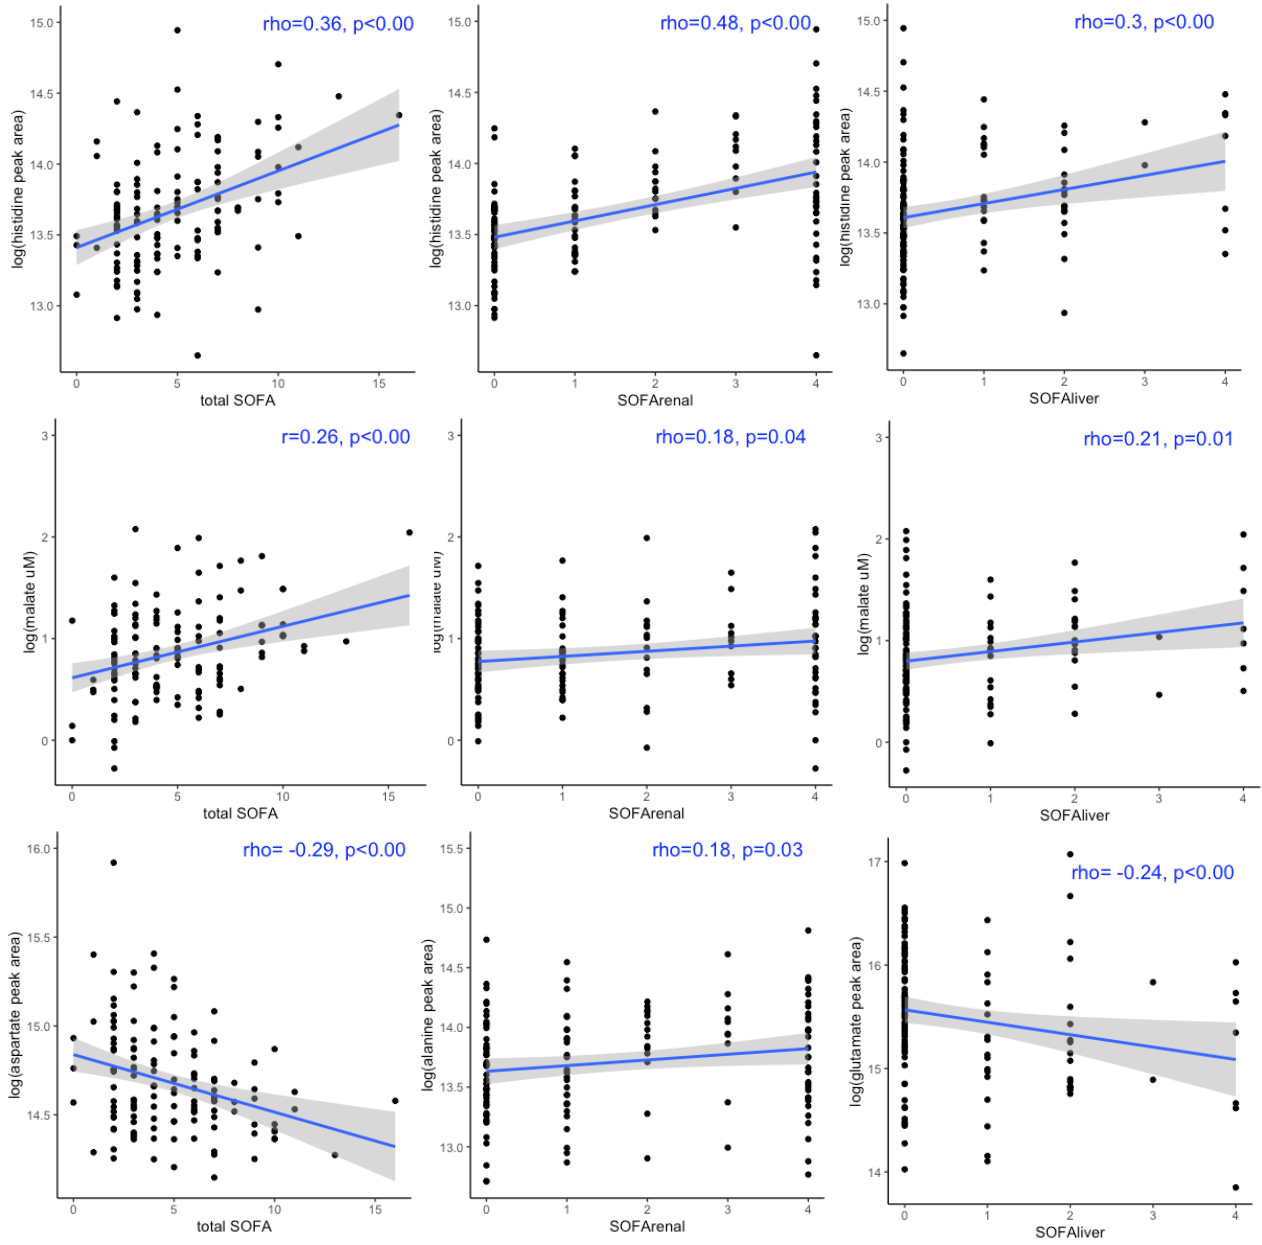 rho=0.36, p<0.00
log(histidine peak area)
15.0
14.5
14.0
13.5
13.0
0 5 10 15
total SOFA
rho=0.48, p<0.00
log(histidine peak area)
15.0
14.5
14.0
13.5
13.0
0 1 2 3 4
SOFArenal
rho=0.3, p<0.00
log(histidine peak area)
15.0
14.5
14.0
13.5
13.0
0 1 2 3 4
SOFAliver
r=0.26, p<0.00
log(malate uM)
3
2
1
0
0 5 10 15
total SOFA
rho=0.18, p=0.04
log(malate uM)
3
2
1
0
0 1 2 3 4
SOFArenal
rho=0.21, p=0.01
log(malate uM)
3
2
1
0
0 1 2 3 4
SOFAliver
rho= -0.29, p<0.00
log(aspartate peak area)
16.0
15.5
15.0
14.5
0 5 10 15
total SOFA
rho=0.18, p=0.03
log(alanine peak area)
15.5
15.0
14.5
14.0
13.5
13.0
0 1 2 3 4
SOFArenal
rho= -0.24, p<0.00
log(glutamate peak area)
17
16
15
14
0 1 2 3 4
SOFAliver